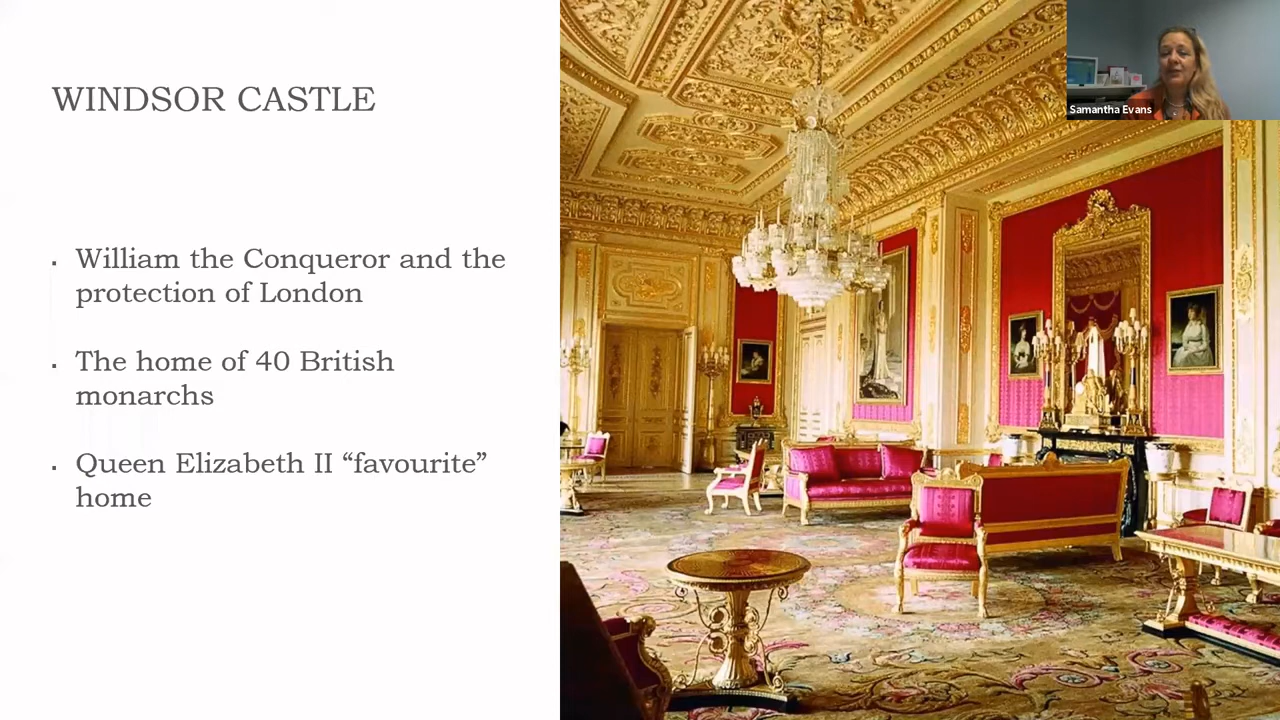 WINDSOR CASTLE
▪ William the Conqueror and the
protection of London
▪ The home of 40 British
monarchs
▪ Queen Elizabeth II “favourite”
home
Samantha Evans